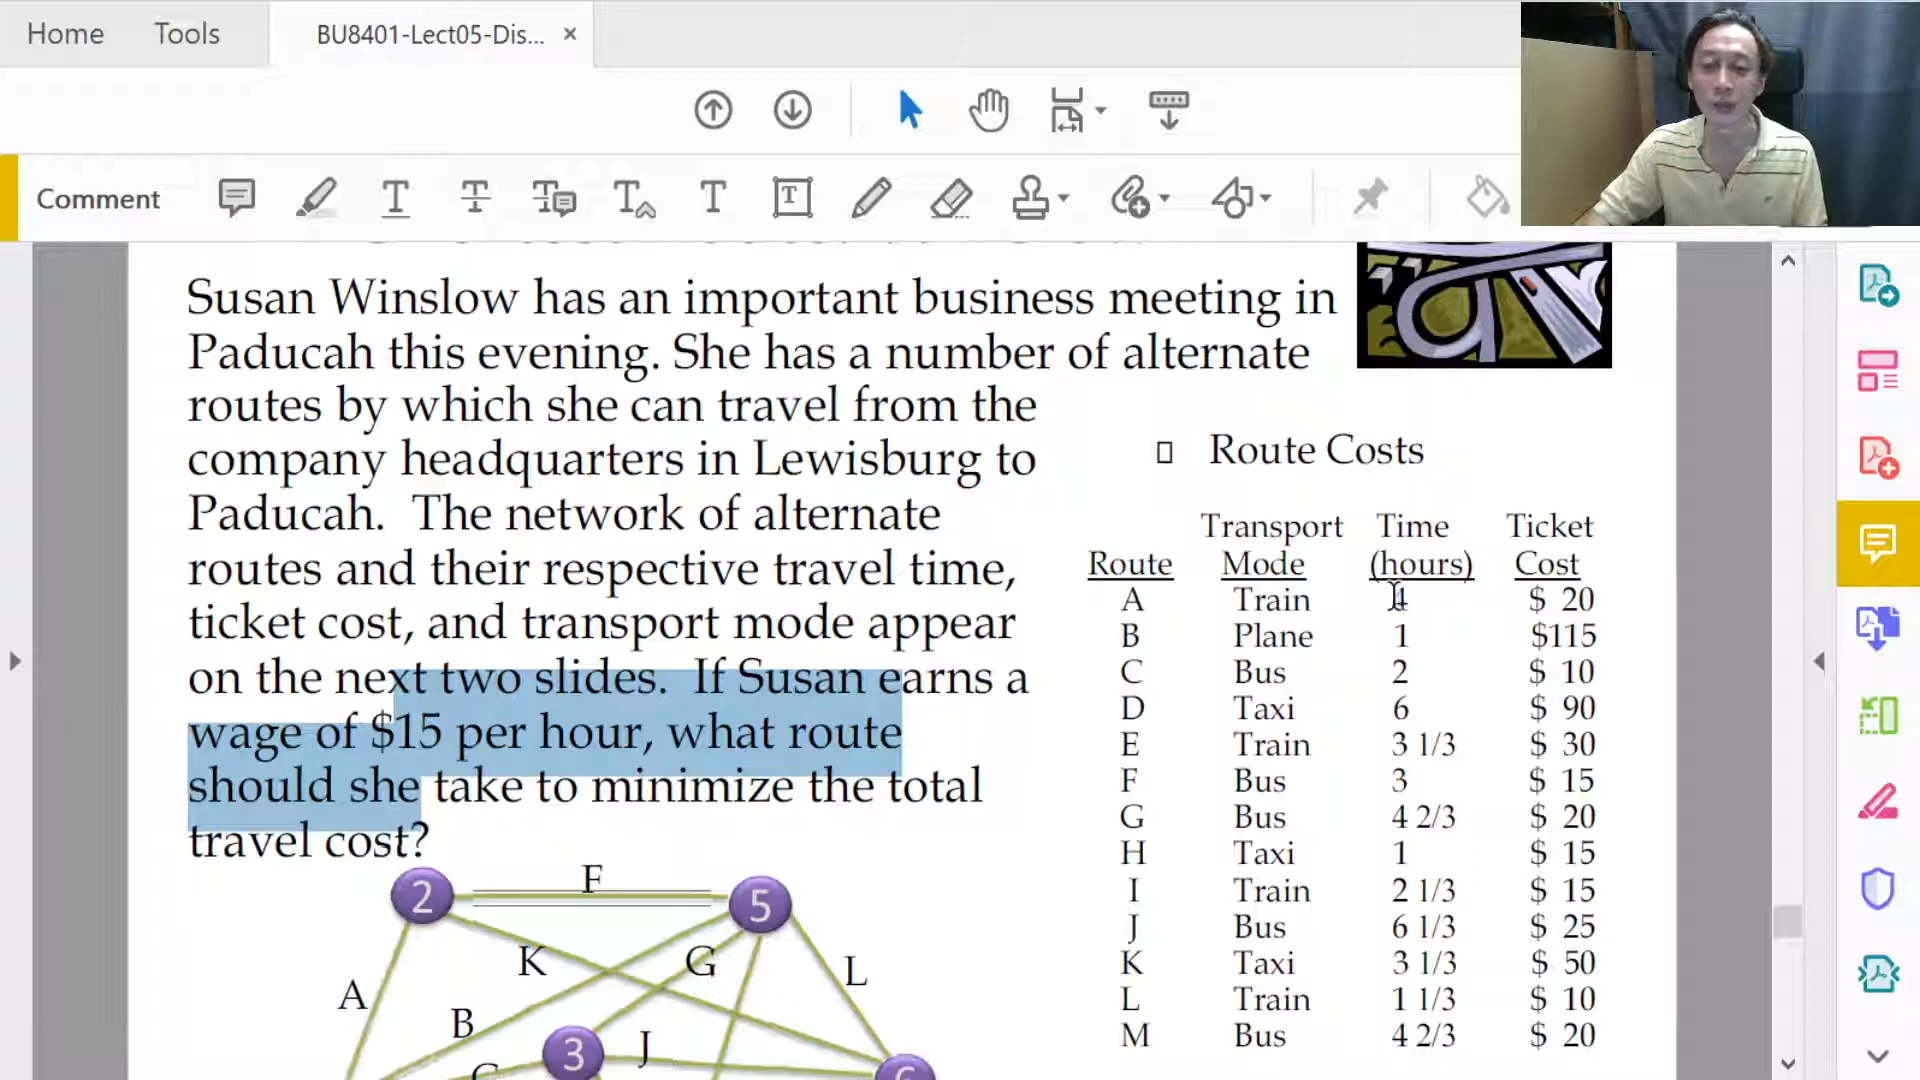 Home Tools BU8401-Lect05-Dis... ×
Comment
Susan Winslow has an important business meeting in
Paducah this evening. She has a number of alternate
routes by which she can travel from the
company headquarters in Lewisburg to
Paducah. The network of alternate
routes and their respective travel time,
ticket cost, and transport mode appear
on the next two slides. If Susan earns a
wage of $15 per hour, what route
should she take to minimize the total
travel cost?
Route Costs
Transport Time Ticket
Route Mode (hours) Cost
A Train 4 $ 20
B Plane 1 $115
C Bus 2 $ 10
D Taxi 6 $ 90
E Train 3 1/3 $ 30
F Bus 3 $ 15
G Bus 4 2/3 $ 20
H Taxi 1 $ 15
I Train 2 1/3 $ 15
J Bus 6 1/3 $ 25
K Taxi 3 1/3 $ 50
L Train 1 1/3 $ 10
M Bus 4 2/3 $ 20
F
2 5
K G L
A
B
3 J